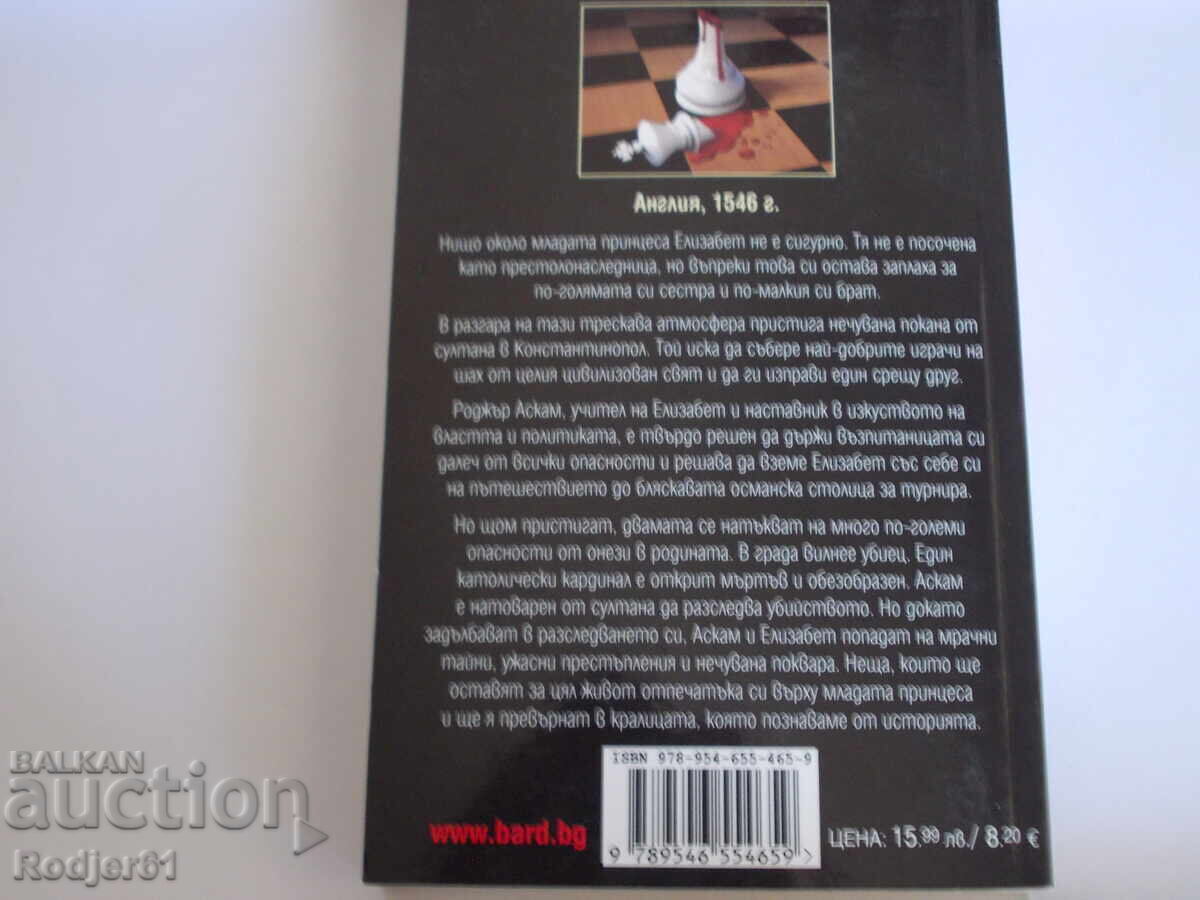 Англия, 1546 г.
Нищо около младата принцеса Елизабет не е сигурно. Тя не е посочена
като престолонаследница, но въпреки това си остава заплаха за
по-голямата си сестра и по-малкия си брат.
В разгара на тази трескава атмосфера пристига нечувана покана от
султана в Константинопол. Той иска да събере най-добрите играчи на
шах от целия цивилизован свят и да ги изправи един срещу друг.
Роджър Аскам, учител на Елизабет и наставник в изкуството на
властта и политиката, е твърдо решен да държи възпитаницата си
далеч от всички опасности и решава да вземе Елизабет със себе си
на пътешествието до бляскавата османска столица за турнира.
Но щом пристигат, двамата се натъкват на много по-големи
опасности от онези в родината. В града вилнее убиец. Един
католически кардинал е открит мъртъв и обезобразен. Аскам
е натоварен от султана да разследва убийството. Но докато
задълбават в разследването си, Аскам и Елизабет попадат на мрачни
тайни, ужасни престъпления и нечувана поквара. Неща, които ще
оставят за цял живот отпечатъка си върху младата принцеса
и ще я превърнат в кралицата, която познаваме от историята.
ISBN 978-954-655-465-9
www.bard.bg
9 789546 554659
ЦЕНА: 15.99 лв./ 8.20 €
BALKAN
auction
Rodjer61